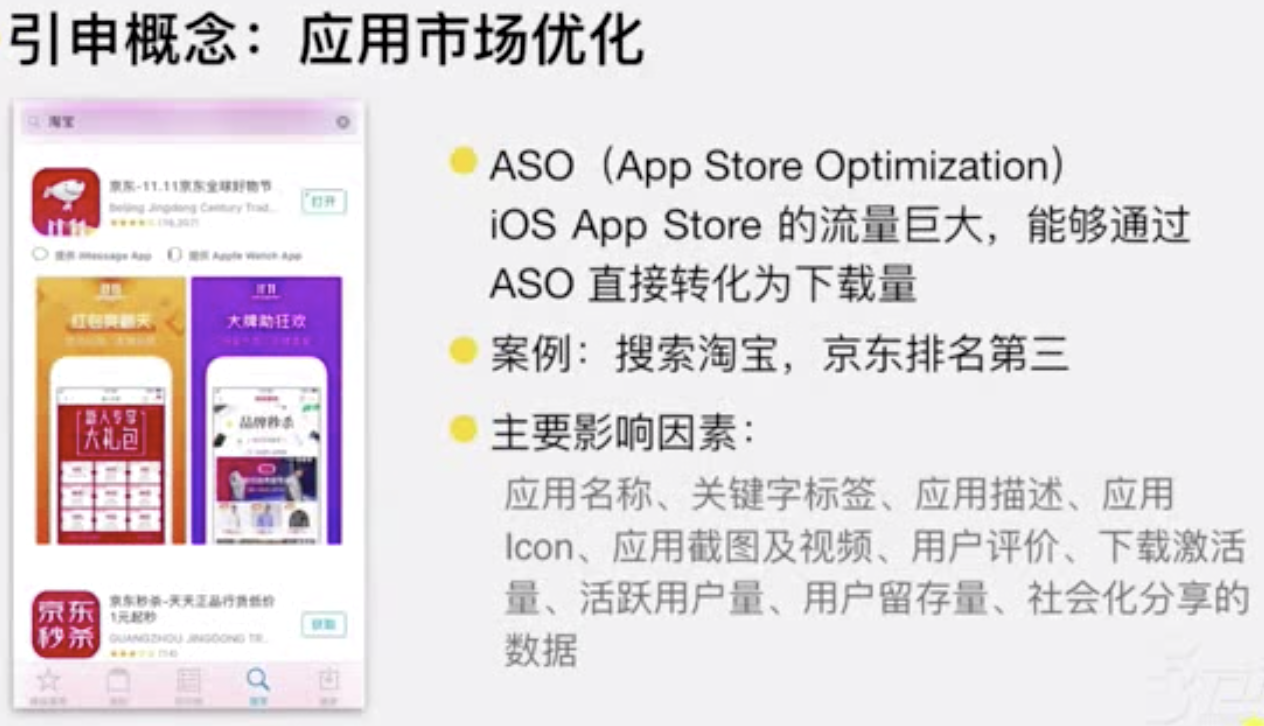 引申概念：应用市场优化
淘宝
京东-11.11京东全球好物节
Beijing Jingdong Century Trad...
打开
提供 iMessage App
提供 Apple Watch App
红包爽翻天
大牌助狂欢
新人专享
大礼包
品牌秒杀
京东秒杀-天天正品行货低价
1元起秒
GUANGZHOU JINGDONG TR...
获取
京东
秒杀
ASO（App Store Optimization）
iOS App Store 的流量巨大，能够通过
ASO 直接转化为下载量
案例：搜索淘宝，京东排名第三
主要影响因素：
应用名称、关键字标签、应用描述、应用
Icon、应用截图及视频、用户评价、下载激活
量、活跃用户量、用户留存量、社会化分享的
数据